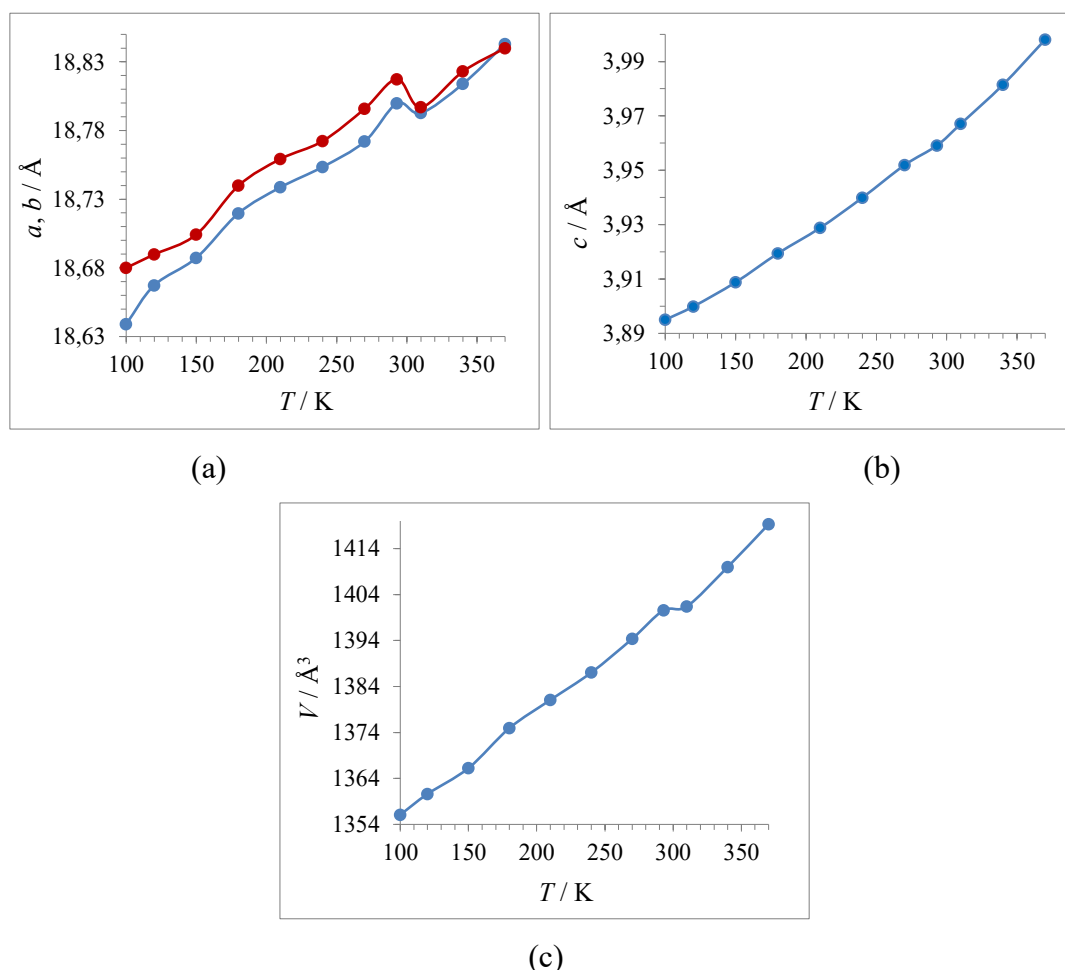 18,83
18,78
18,73
18,68
18,63
a, b / Å
100 150 200 250 300 350
T / K
(a)
3,99
3,97
3,95
3,93
3,91
3,89
c / Å
100 150 200 250 300 350
T / K
(b)
1414
1404
1394
1384
1374
1364
1354
V / Å³
100 150 200 250 300 350
T / K
(c)